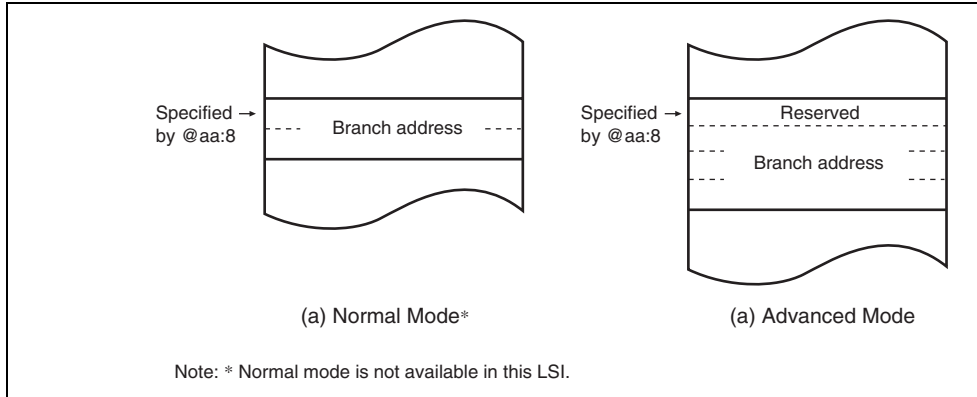 Specified →
by @aa:8
Branch address
(a) Normal Mode*
Specified →
by @aa:8
Reserved
Branch address
(a) Advanced Mode
Note: * Normal mode is not available in this LSI.